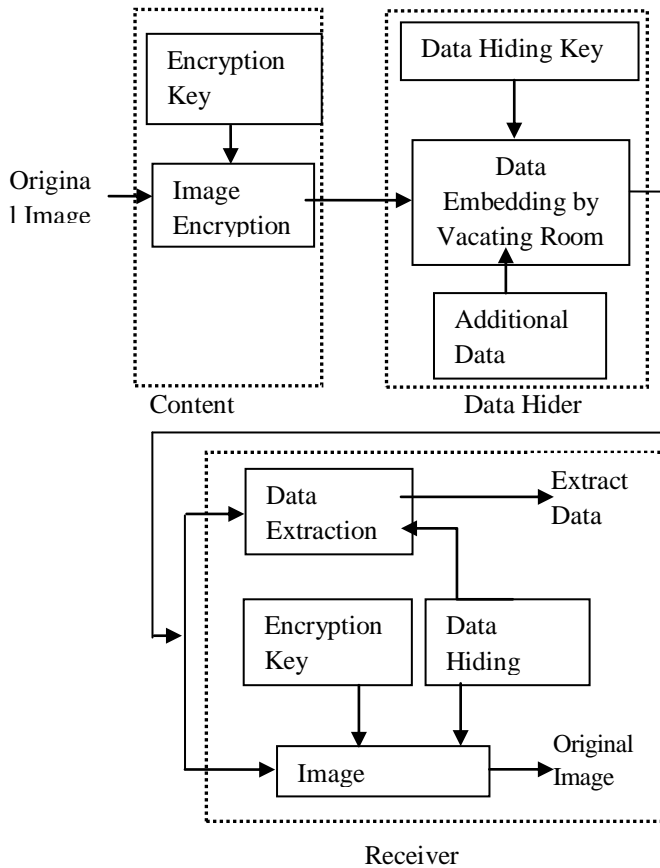 Encryption
Key
Data Hiding Key
Origina
l Image
Image
Encryption
Data
Embedding by
Vacating Room
Additional
Data
Content
Data Hider
Data
Extraction
Extract
Data
Encryption
Key
Data
Hiding
Image
Original
Image
Receiver